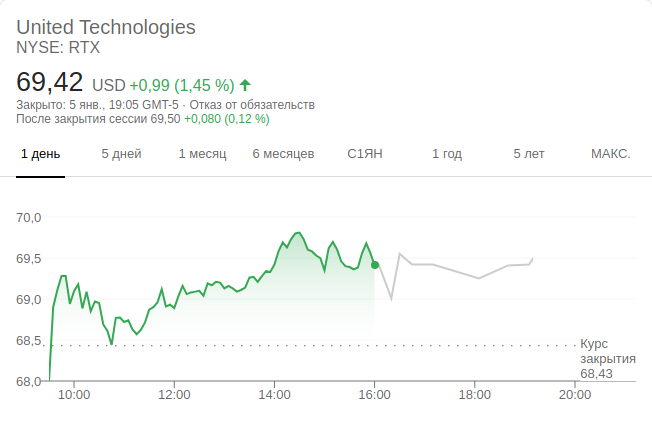 United Technologies
NYSE: RTX
69,42 USD +0,99 (1,45 %)
Закрыто: 5 янв., 19:05 GMT-5 · Отказ от обязательств
После закрытия сессии 69,50 +0,080 (0,12 %)
1 день 5 дней 1 месяц 6 месяцев С1ЯН 1 год 5 лет МАКС.
70,0
69,5
69,0
68,5
68,0
Курс
закрытия
68,43
10:00 12:00 14:00 16:00 18:00 20:00